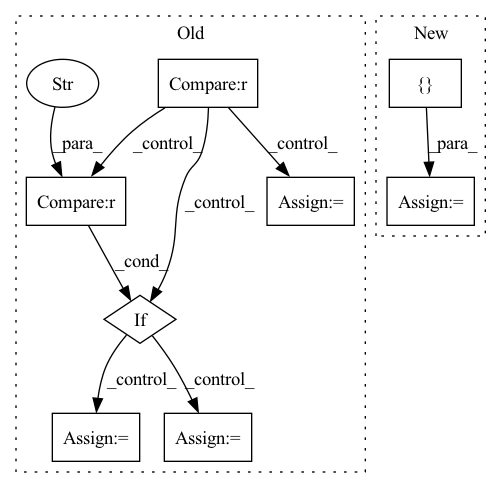 Old
New
Str
Compare:r
{}
_para_
_control_
_control_
_para_
Compare:r
_control_
Assign:=
Assign:=
_cond_
If
_control_
_control_
Assign:=
Assign:=